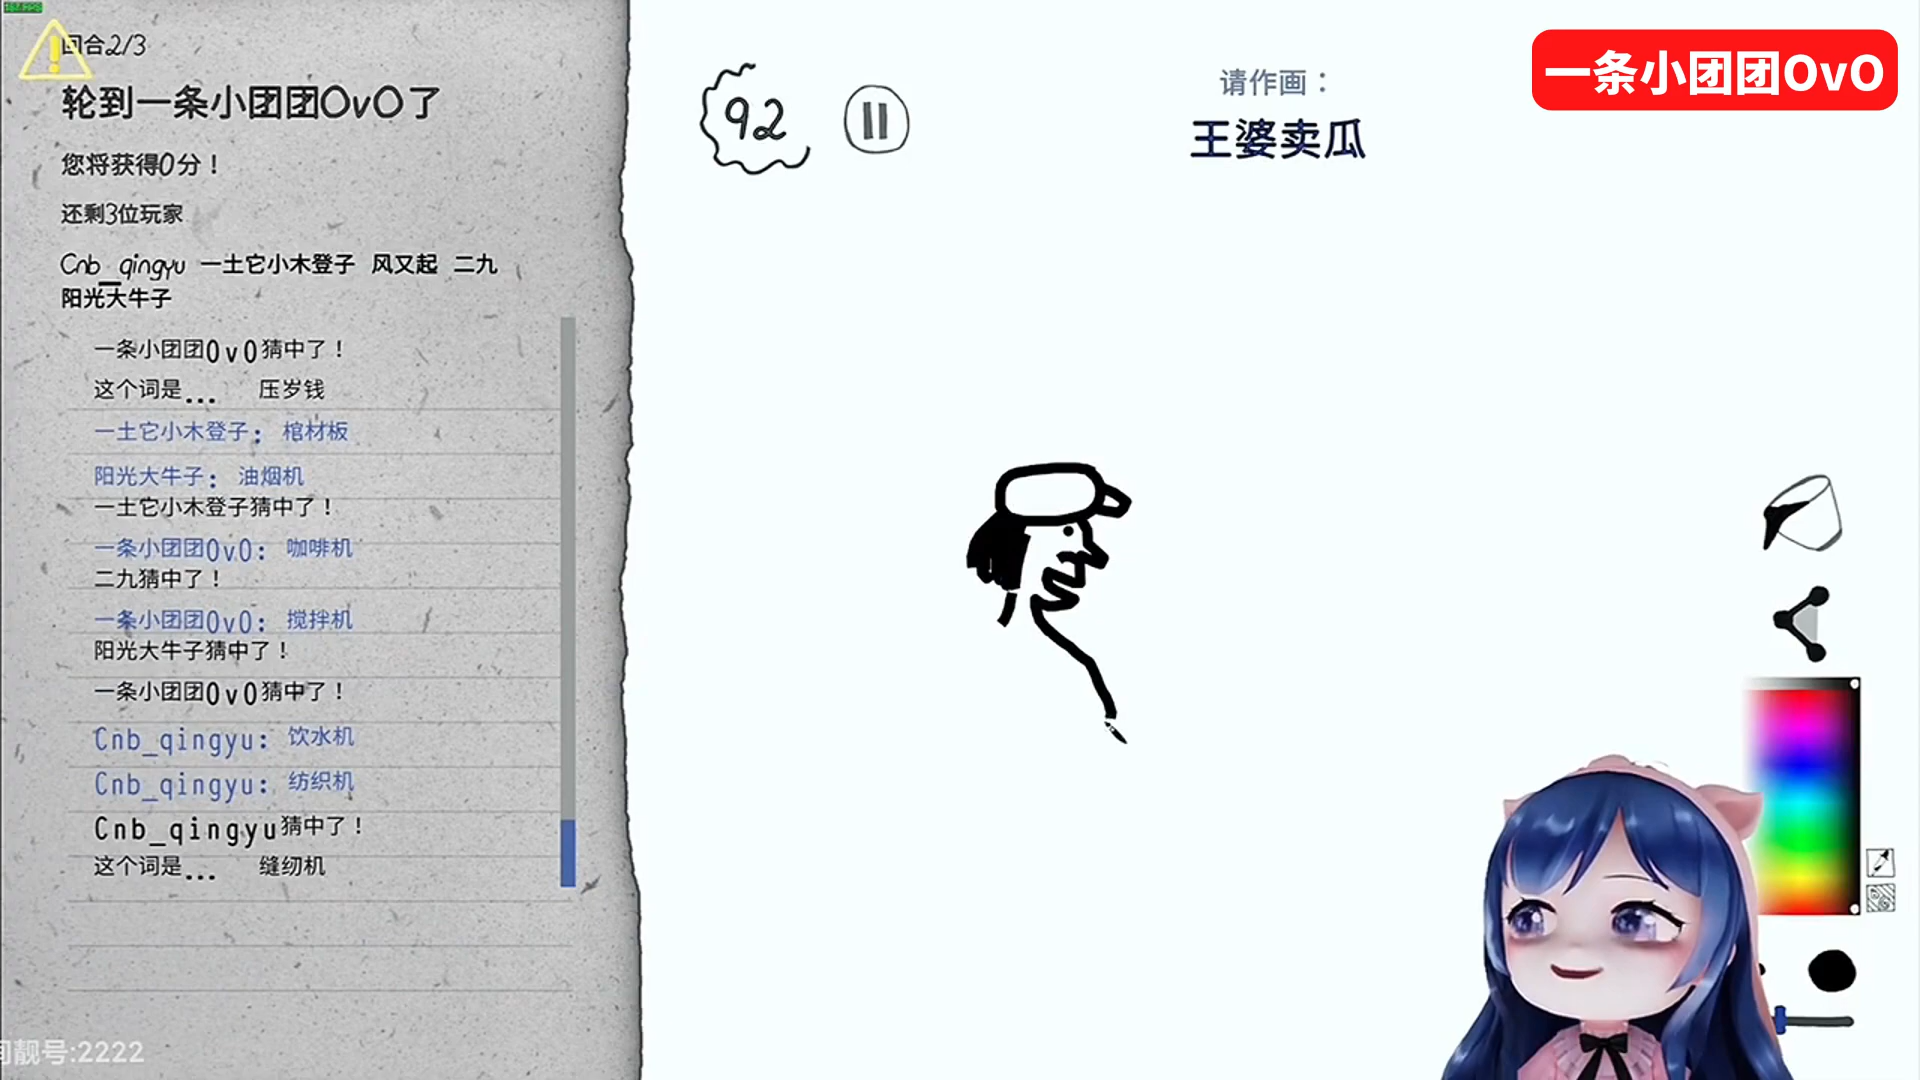 回合2/3
轮到一条小团团OvO了
您将获得0分！
还剩3位玩家
Cnb_qingyu 一土它小木登子 风又起 二九
阳光大牛子
一条小团团OvO猜中了！
这个词是... 压岁钱
一土它小木登子： 棺材板
阳光大牛子： 油烟机
一土它小木登子猜中了！
一条小团团OvO： 咖啡机
二九猜中了！
一条小团团OvO： 搅拌机
阳光大牛子猜中了！
一条小团团OvO猜中了！
Cnb_qingyu： 饮水机
Cnb_qingyu： 纺织机
Cnb_qingyu猜中了！
这个词是... 缝纫机
靓号:2222
92
请作画：
王婆卖瓜
一条小团团OvO